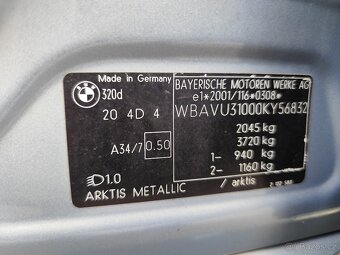 Made in Germany
BMW
320d
20 4D 4
A34/7 0.50
1.0
ARKTIS METALLIC
BAYERISCHE MOTOREN WERKE AG
e1*2001/116*0308*
WBAVU31000KY56832
2045 kg
3720 kg
1- 940 kg
2- 1160 kg
/ arktis